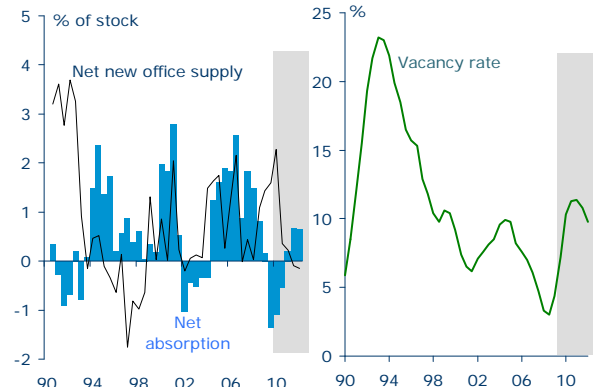 5
% of stock
Net new office supply
4
3
2
1
0
-1
Net
absorption
-2
90 94 98 02 06 10
25
%
Vacancy rate
20
15
10
5
0
90 94 98 02 06 10